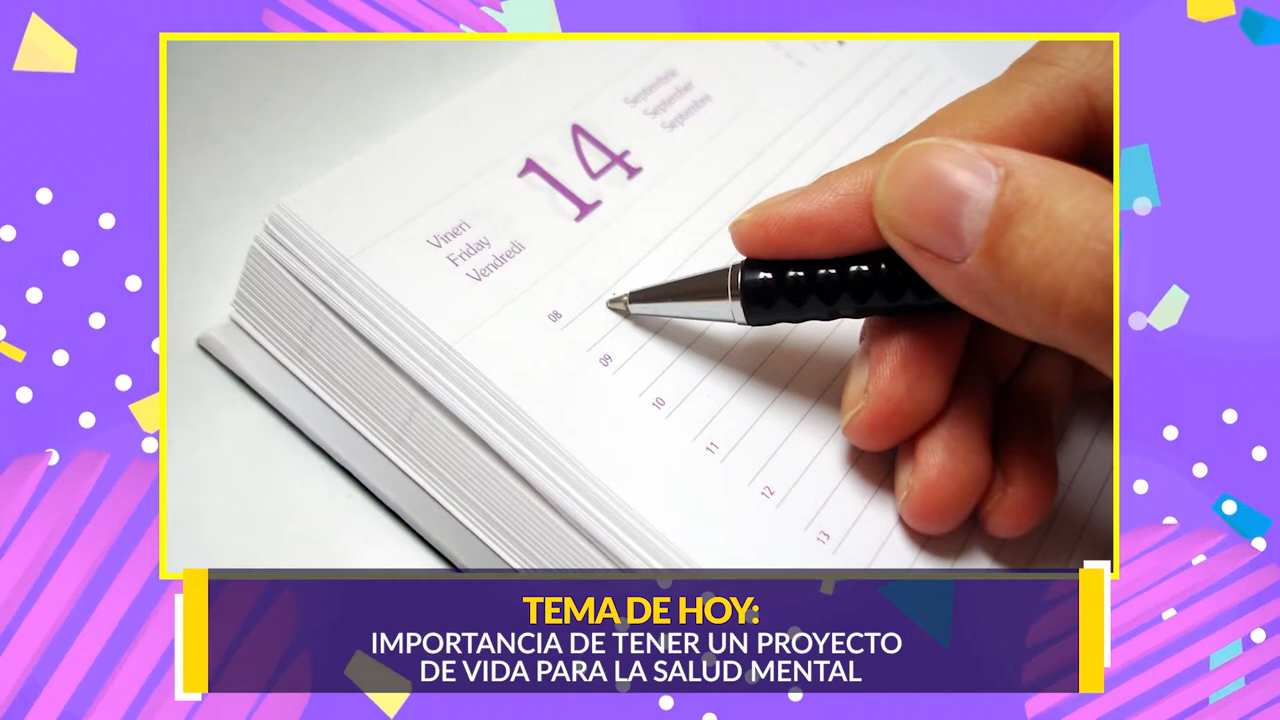 14
Septembrie
September
Septembre
Vineri
Friday
Vendredi
08
09
10
11
12
13
TEMA DE HOY:
IMPORTANCIA DE TENER UN PROYECTO
DE VIDA PARA LA SALUD MENTAL